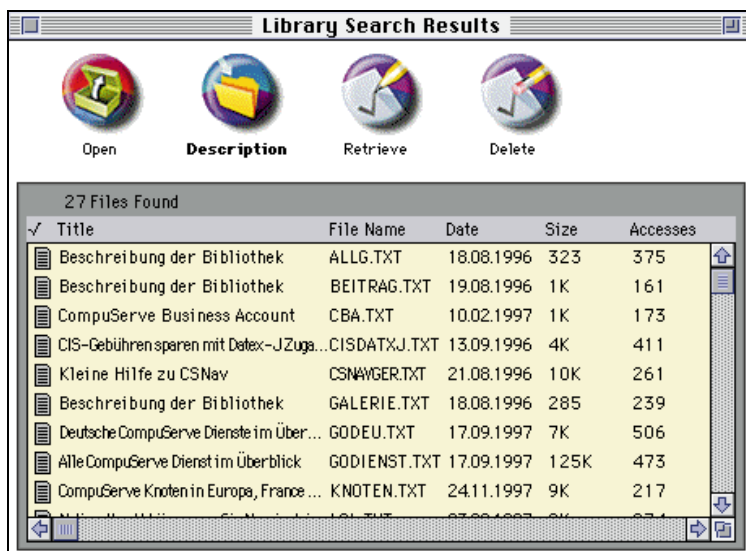 Library Search Results
Open Description Retrieve Delete
27 Files Found
√ Title File Name Date Size Accesses
Beschreibung der Bibliothek ALLG.TXT 18.08.1996 323 375
Beschreibung der Bibliothek BEITRAG.TXT 19.08.1996 1K 161
CompuServe Business Account CBA.TXT 10.02.1997 1K 173
CIS-Gebühren sparen mit Datex-J Zuga... CISDATXJ.TXT 13.09.1996 4K 411
Kleine Hilfe zu CSNav CSNAVGER.TXT 21.08.1996 10K 261
Beschreibung der Bibliothek GALERIE.TXT 18.08.1996 285 239
Deutsche CompuServe Dienste im Über... GODEU.TXT 17.09.1997 7K 506
Alle CompuServe Dienst im Überblick GODIENST.TXT 17.09.1997 125K 473
CompuServe Knoten in Europa, France ... KNOTEN.TXT 24.11.1997 9K 217